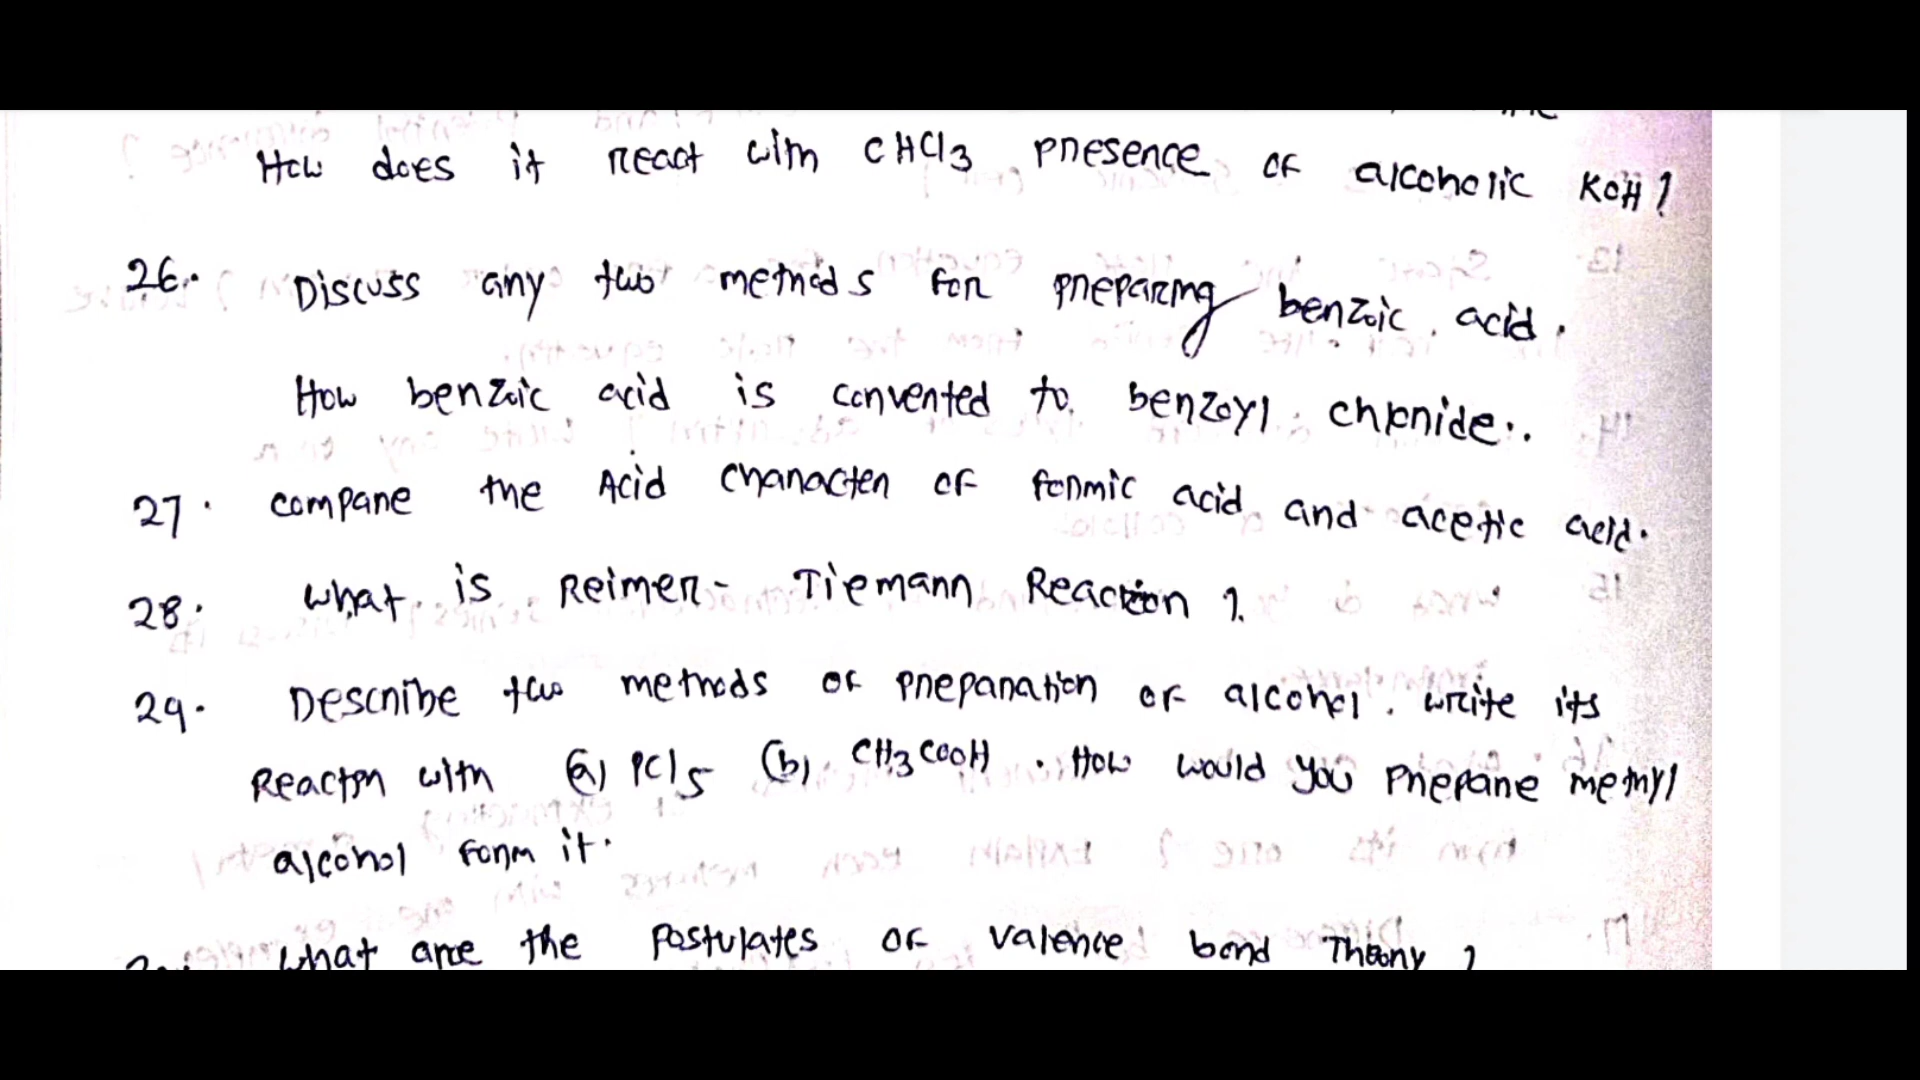 How does it react with CHCl3 presence of alcoholic KOH?
26. Discuss any two methods for preparing benzoic acid.
How benzoic acid is converted to benzoyl chloride.
27. compare the Acid character of formic acid and acetic acid.
28. what is Reimer-Tiemann Reaction ?
29. Describe two methods of preparation of alcohol. write its
Reaction with (a) PCl5 (b) CH3COOH. How would you prepare methyl
alcohol form it.
what are the postulates of valence bond Theory ?